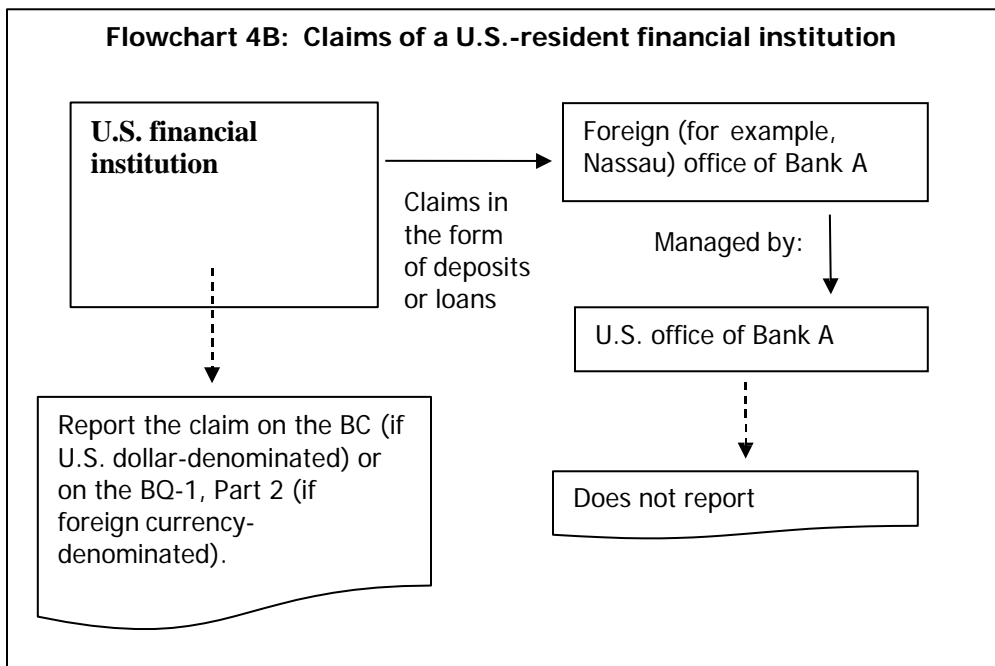 Flowchart 4B: Claims of a U.S.-resident financial institution
U.S. financial
institution
Claims in
the form
of deposits
or loans
Foreign (for example,
Nassau) office of Bank A
Managed by:
U.S. office of Bank A
Report the claim on the BC (if
U.S. dollar-denominated) or
on the BQ-1, Part 2 (if
foreign currency-
denominated).
Does not report